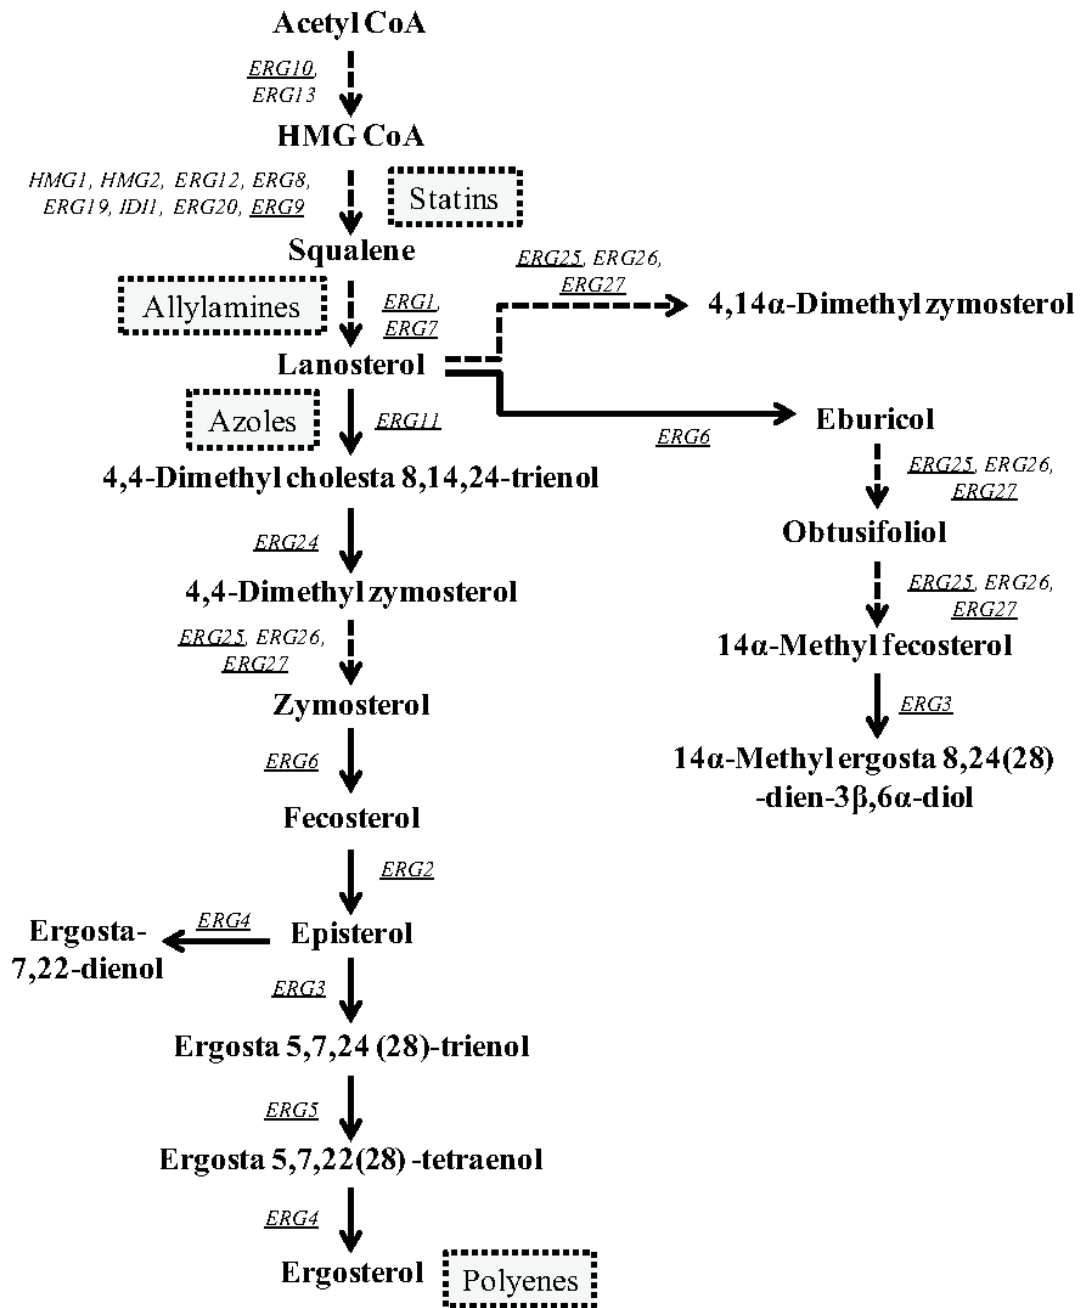 Acetyl CoA
ERG10,
ERG13
HMG CoA
HMG1, HMG2, ERG12, ERG8,
ERG19, IDI1, ERG20, ERG9
Statins
Squalene
Allylamines
ERG1,
ERG7
ERG25, ERG26,
ERG27
4,14α-Dimethyl zymosterol
Lanosterol
Azoles
ERG11
ERG6
Eburicol
4,4-Dimethyl cholesta 8,14,24-trienol
ERG25, ERG26,
ERG27
Obtusifoliol
ERG24
4,4-Dimethyl zymosterol
ERG25, ERG26,
ERG27
14α-Methyl fecosterol
ERG25, ERG26,
ERG27
Zymosterol
ERG3
14α-Methyl ergosta 8,24(28)
-dien-3β,6α-diol
ERG6
Fecosterol
ERG2
Episterol
ERG4
Ergosta-
7,22-dienol
ERG3
Ergosta 5,7,24 (28)-trienol
ERG5
Ergosta 5,7,22(28) -tetraenol
ERG4
Ergosterol
Polyenes